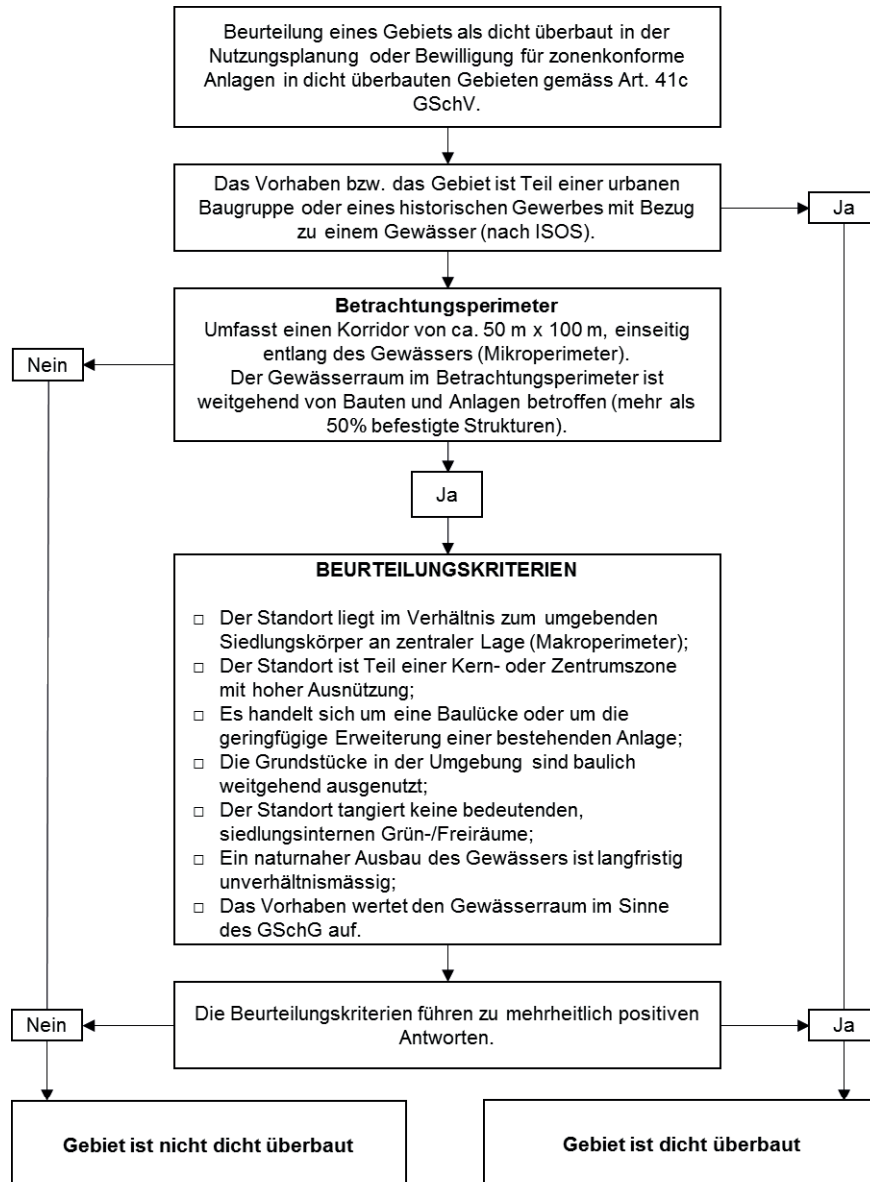 Beurteilung eines Gebiets als dicht überbaut in der
Nutzungsplanung oder Bewilligung für zonenkonforme
Anlagen in dicht überbauten Gebieten gemäss Art. 41c
GSchV.
Das Vorhaben bzw. das Gebiet ist Teil einer urbanen
Baugruppe oder eines historischen Gewerbes mit Bezug
zu einem Gewässer (nach ISOS).
Ja
Betrachtungsperimeter
Umfasst einen Korridor von ca. 50 m x 100 m, einseitig
entlang des Gewässers (Mikroperimeter).
Der Gewässerraum im Betrachtungsperimeter ist
weitgehend von Bauten und Anlagen betroffen (mehr als
50% befestigte Strukturen).
Nein
Ja
BEURTEILUNGSKRITERIEN
□ Der Standort liegt im Verhältnis zum umgebenden
Siedlungskörper an zentraler Lage (Makroperimeter);
□ Der Standort ist Teil einer Kern- oder Zentrumszone
mit hoher Ausnützung;
□ Es handelt sich um eine Baulücke oder um die
geringfügige Erweiterung einer bestehenden Anlage;
□ Die Grundstücke in der Umgebung sind baulich
weitgehend ausgenutzt;
□ Der Standort tangiert keine bedeutenden,
siedlungsinternen Grün-/Freiräume;
□ Ein naturnaher Ausbau des Gewässers ist langfristig
unverhältnismässig;
□ Das Vorhaben wertet den Gewässerraum im Sinne
des GSchG auf.
Nein
Die Beurteilungskriterien führen zu mehrheitlich positiven
Antworten.
Ja
Gebiet ist nicht dicht überbaut
Gebiet ist dicht überbaut